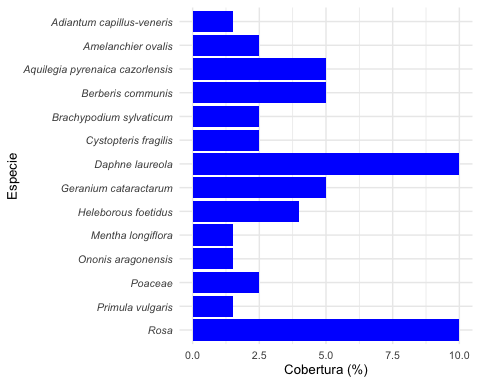 Adiantum capillus-veneris
Amelanchier ovalis
Aquilegia pyrenaica cazorlensis
Berberis communis
Brachypodium sylvaticum
Cystopteris fragilis
Daphne laureola
Geranium cataractarum
Heleborous foetidus
Mentha longiflora
Ononis aragonensis
Poaceae
Primula vulgaris
Rosa
Especie
0.0 2.5 5.0 7.5 10.0
Cobertura (%)